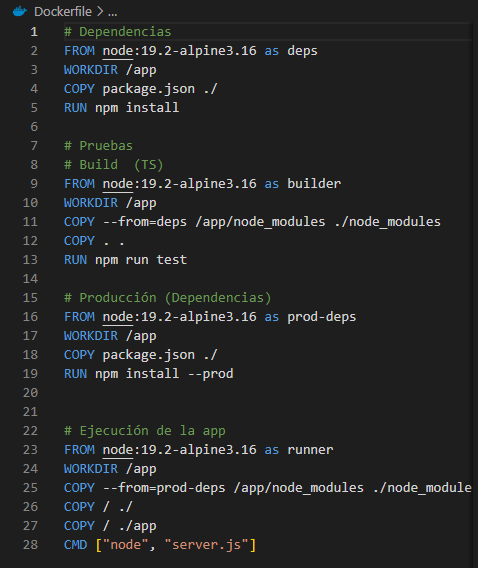 Dockerfile > ...
1 # Dependencias
2 FROM node:19.2-alpine3.16 as deps
3 WORKDIR /app
4 COPY package.json ./
5 RUN npm install
6
7 # Pruebas
8 # Build  (TS)
9 FROM node:19.2-alpine3.16 as builder
10 WORKDIR /app
11 COPY --from=deps /app/node_modules ./node_modules
12 COPY . .
13 RUN npm run test
14
15 # Producción (Dependencias)
16 FROM node:19.2-alpine3.16 as prod-deps
17 WORKDIR /app
18 COPY package.json ./
19 RUN npm install --prod
20
21
22 # Ejecución de la app
23 FROM node:19.2-alpine3.16 as runner
24 WORKDIR /app
25 COPY --from=prod-deps /app/node_modules ./node_module
26 COPY / ./
27 COPY / ./app
28 CMD ["node", "server.js"]